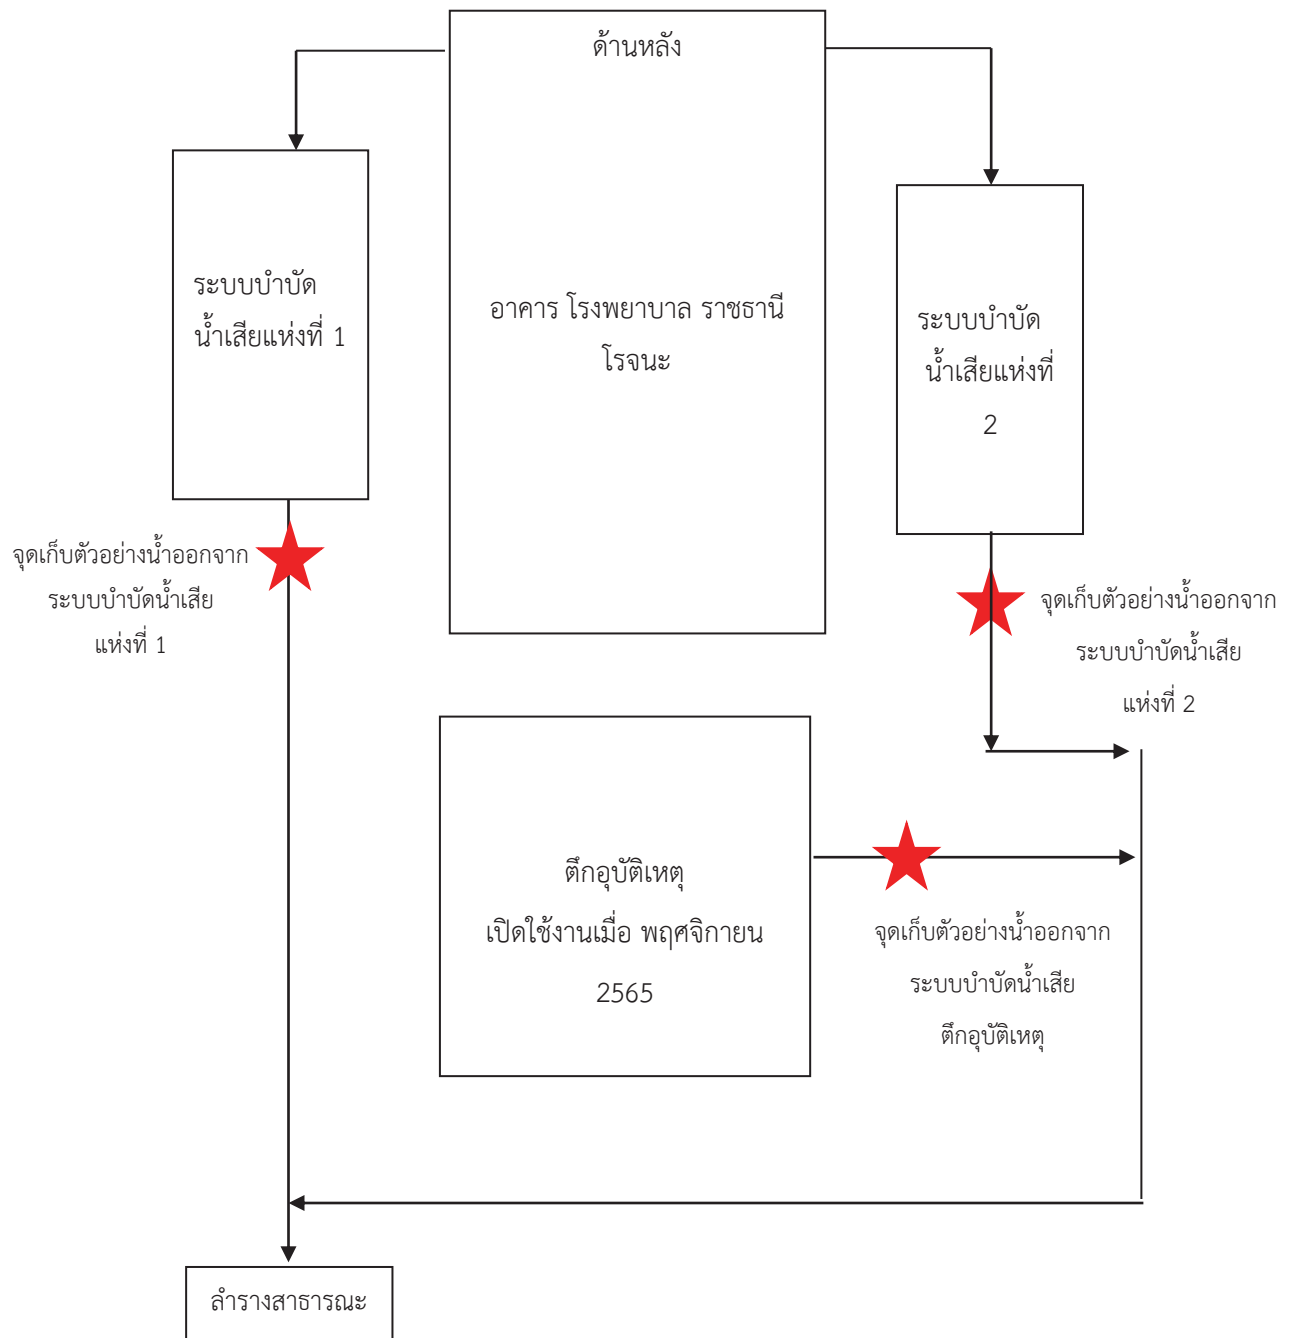 ด้านหลัง
ระบบบำบัด
น้ำเสียแห่งที่ 1
อาคาร โรงพยาบาล ราชธานี
โรจนะ
ระบบบำบัด
น้ำเสียแห่งที่
2
จุดเก็บตัวอย่างน้ำออกจาก
ระบบบำบัดน้ำเสีย
แห่งที่ 1
จุดเก็บตัวอย่างน้ำออกจาก
ระบบบำบัดน้ำเสีย
แห่งที่ 2
ตึกอุบัติเหตุ
เปิดใช้งานเมื่อ พฤศจิกายน
2565
จุดเก็บตัวอย่างน้ำออกจาก
ระบบบำบัดน้ำเสีย
ตึกอุบัติเหตุ
ลำรางสาธารณะ